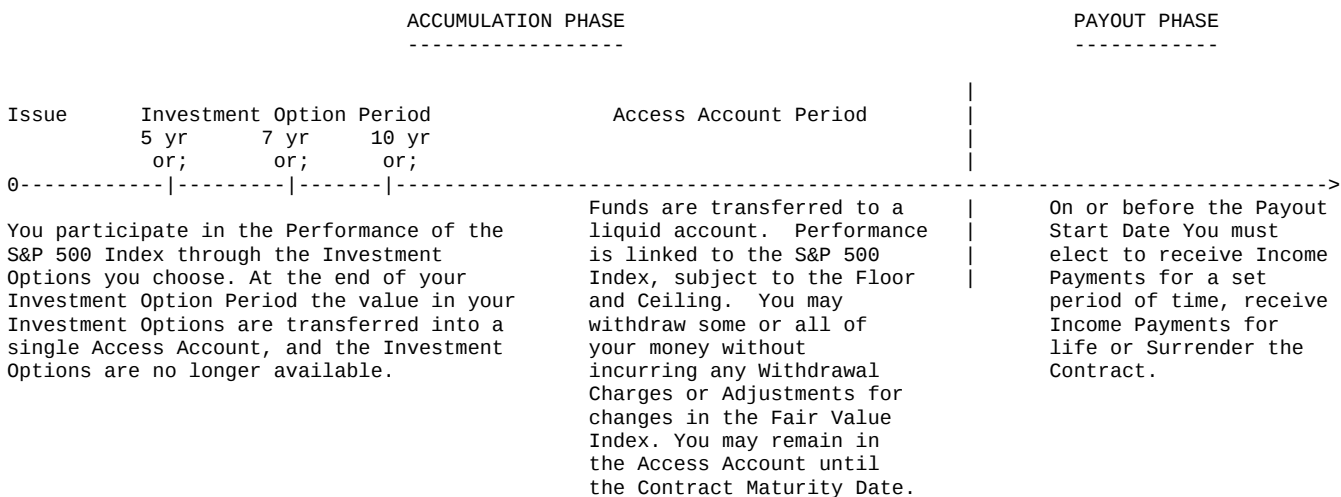 ACCUMULATION PHASE PAYOUT PHASE
------------------ ------------
|
Issue Investment Option Period Access Account Period |
5 yr 7 yr 10 yr |
or; or; or; |
0------------|---------|-------|----------------------------------------------------------------------------->
You participate in the Performance of the
S&P 500 Index through the Investment
Options you choose. At the end of your
Investment Option Period the value in your
Investment Options are transferred into a
single Access Account, and the Investment
Options are no longer available.
Funds are transferred to a |
liquid account. Performance |
is linked to the S&P 500 |
Index, subject to the Floor |
and Ceiling. You may
withdraw some or all of
your money without
incurring any Withdrawal
Charges or Adjustments for
changes in the Fair Value
Index. You may remain in
the Access Account until
the Contract Maturity Date.
On or before the Payout
Start Date You must
elect to receive Income
Payments for a set
period of time, receive
Income Payments for
life or Surrender the
Contract.